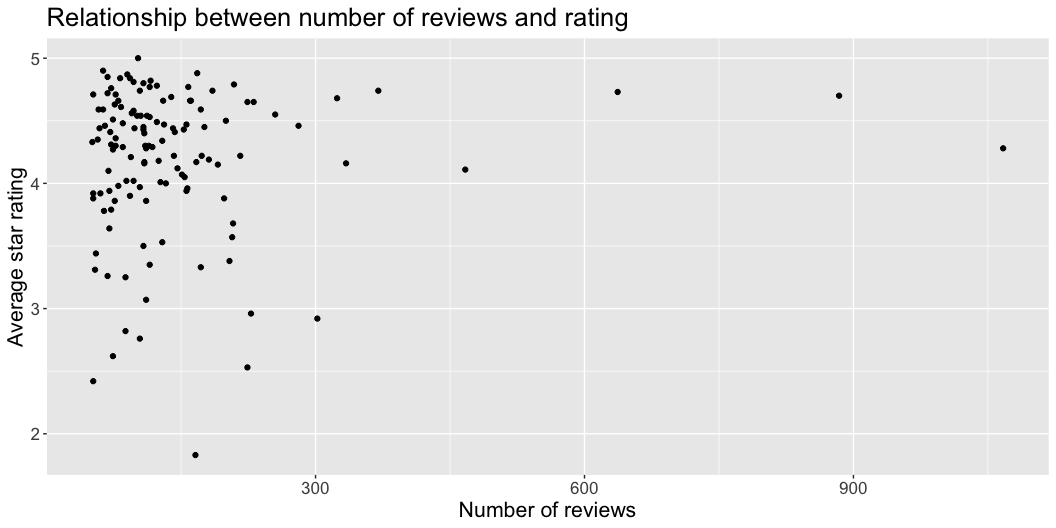 Relationship between number of reviews and rating
Average star rating
5
4
3
2
300
600
900
Number of reviews